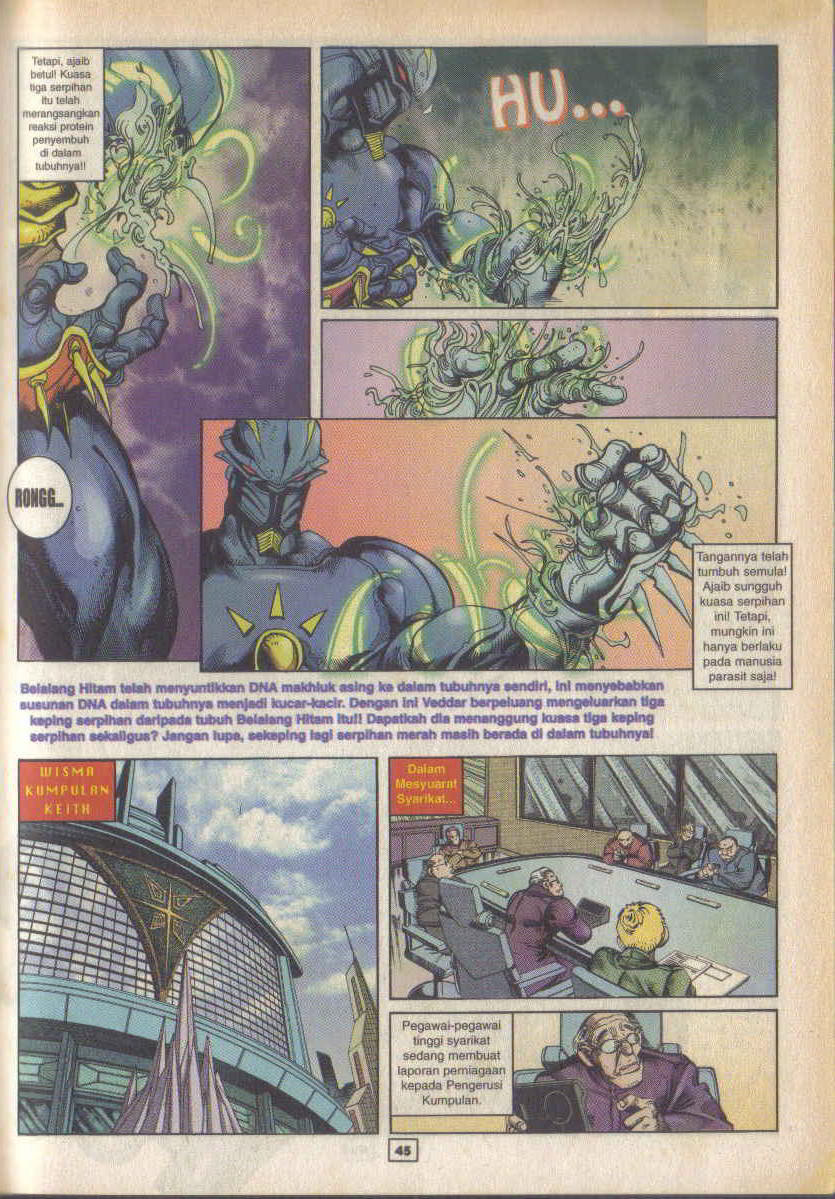 Tetapi, ajaib
betul! Kuasa
tiga serpihan
itu telah
merangsangkan
reaksi protein
penyembuh
di dalam
tubuhnya!!
HU...
RONGG...
Tangannya telah
tumbuh semula!
Ajaib sungguh
kuasa serpihan
ini! Tetapi,
mungkin ini
hanya berlaku
pada manusia
parasit saja!
Belalang Hitam telah menyuntikkan DNA makhluk asing ke dalam tubuhnya sendiri, ini menyebabkan
susunan DNA dalam tubuhnya menjadi kucar-kacir. Dengan ini Veddar berpeluang mengeluarkan tiga
keping serpihan daripada tubuh Belalang Hitam itu!! Dapatkah dia menanggung kuasa tiga keping
serpihan sekaligus? Jangan lupa, sekeping lagi serpihan merah masih berada di dalam tubuhnya!
WISMA
KUMPULAN
KEITH
Dalam
Mesyuarat
Syarikat...
Pegawai-pegawai
tinggi syarikat
sedang membuat
laporan perniagaan
kepada Pengerusi
Kumpulan.
45